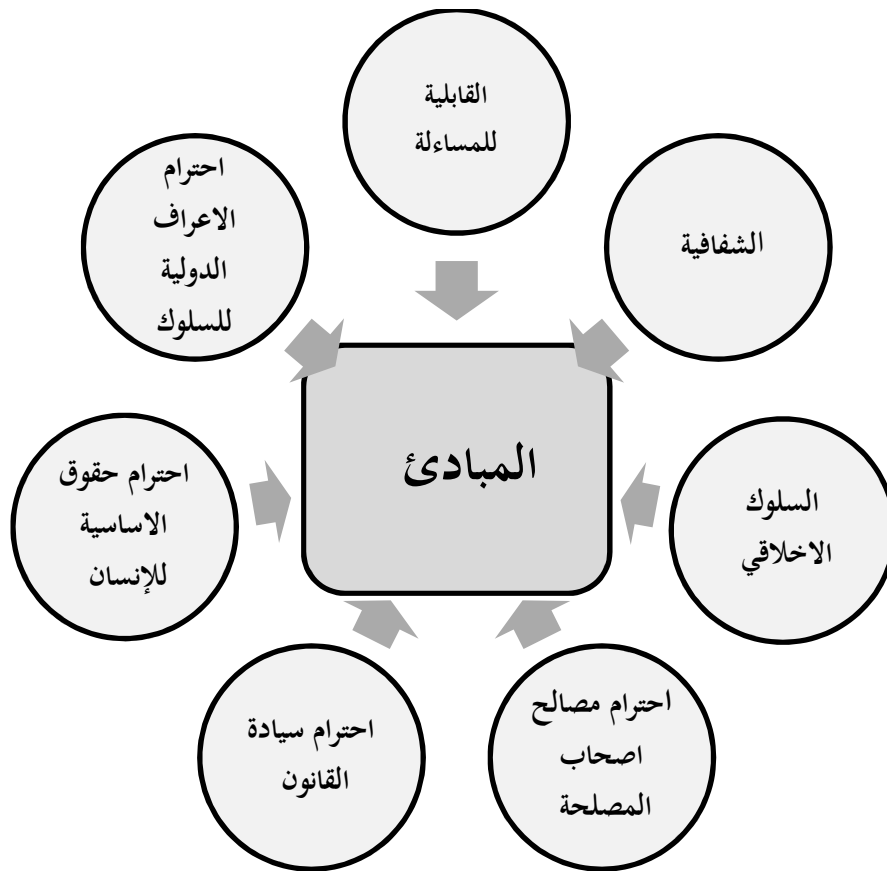 القابلية
للمساءلة
الشفافية
السلوك
الاخلاقي
احترام مصالح
اصحاب
المصلحة
احترام سيادة
القانون
احترام حقوق
الاساسية
للإنسان
احترام
الاعراف
الدولية
للسلوك
المبادئ